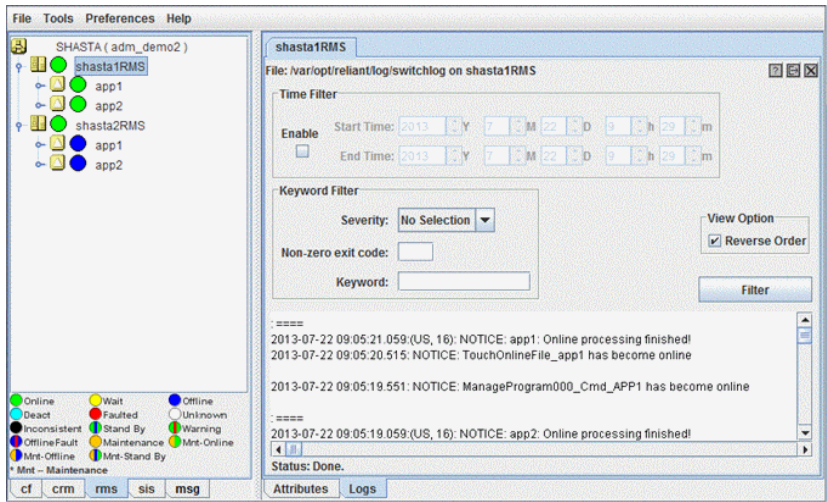 File Tools Preferences Help
SHASTA ( adm_demo2 )
shasta1RMS
app1
app2
shasta2RMS
app1
app2
Online Wait Offline
Deact Faulted Unknown
Inconsistent Stand By Warning
OfflineFault Maintenance Mnt-Online
Mnt-Offline Mnt-Stand By
* Mnt -- Maintenance
cf crm rms sis msg
shasta1RMS
File: /var/opt/reliant/log/switchlog on shasta1RMS
Time Filter
Enable
Start Time: 2013 Y 7 M 22 D 9 h 29 m
End Time: 2013 Y 7 M 22 D 9 h 29 m
Keyword Filter
Severity: No Selection
Non-zero exit code:
Keyword:
View Option
Reverse Order
Filter
: ====
2013-07-22 09:05:21.059:(US, 16): NOTICE: app1: Online processing finished!
2013-07-22 09:05:20.515: NOTICE: TouchOnlineFile_app1 has become online
2013-07-22 09:05:19.551: NOTICE: ManageProgram000_Cmd_APP1 has become online
: ====
2013-07-22 09:05:19.059:(US, 16): NOTICE: app2: Online processing finished!
Status: Done.
Attributes Logs